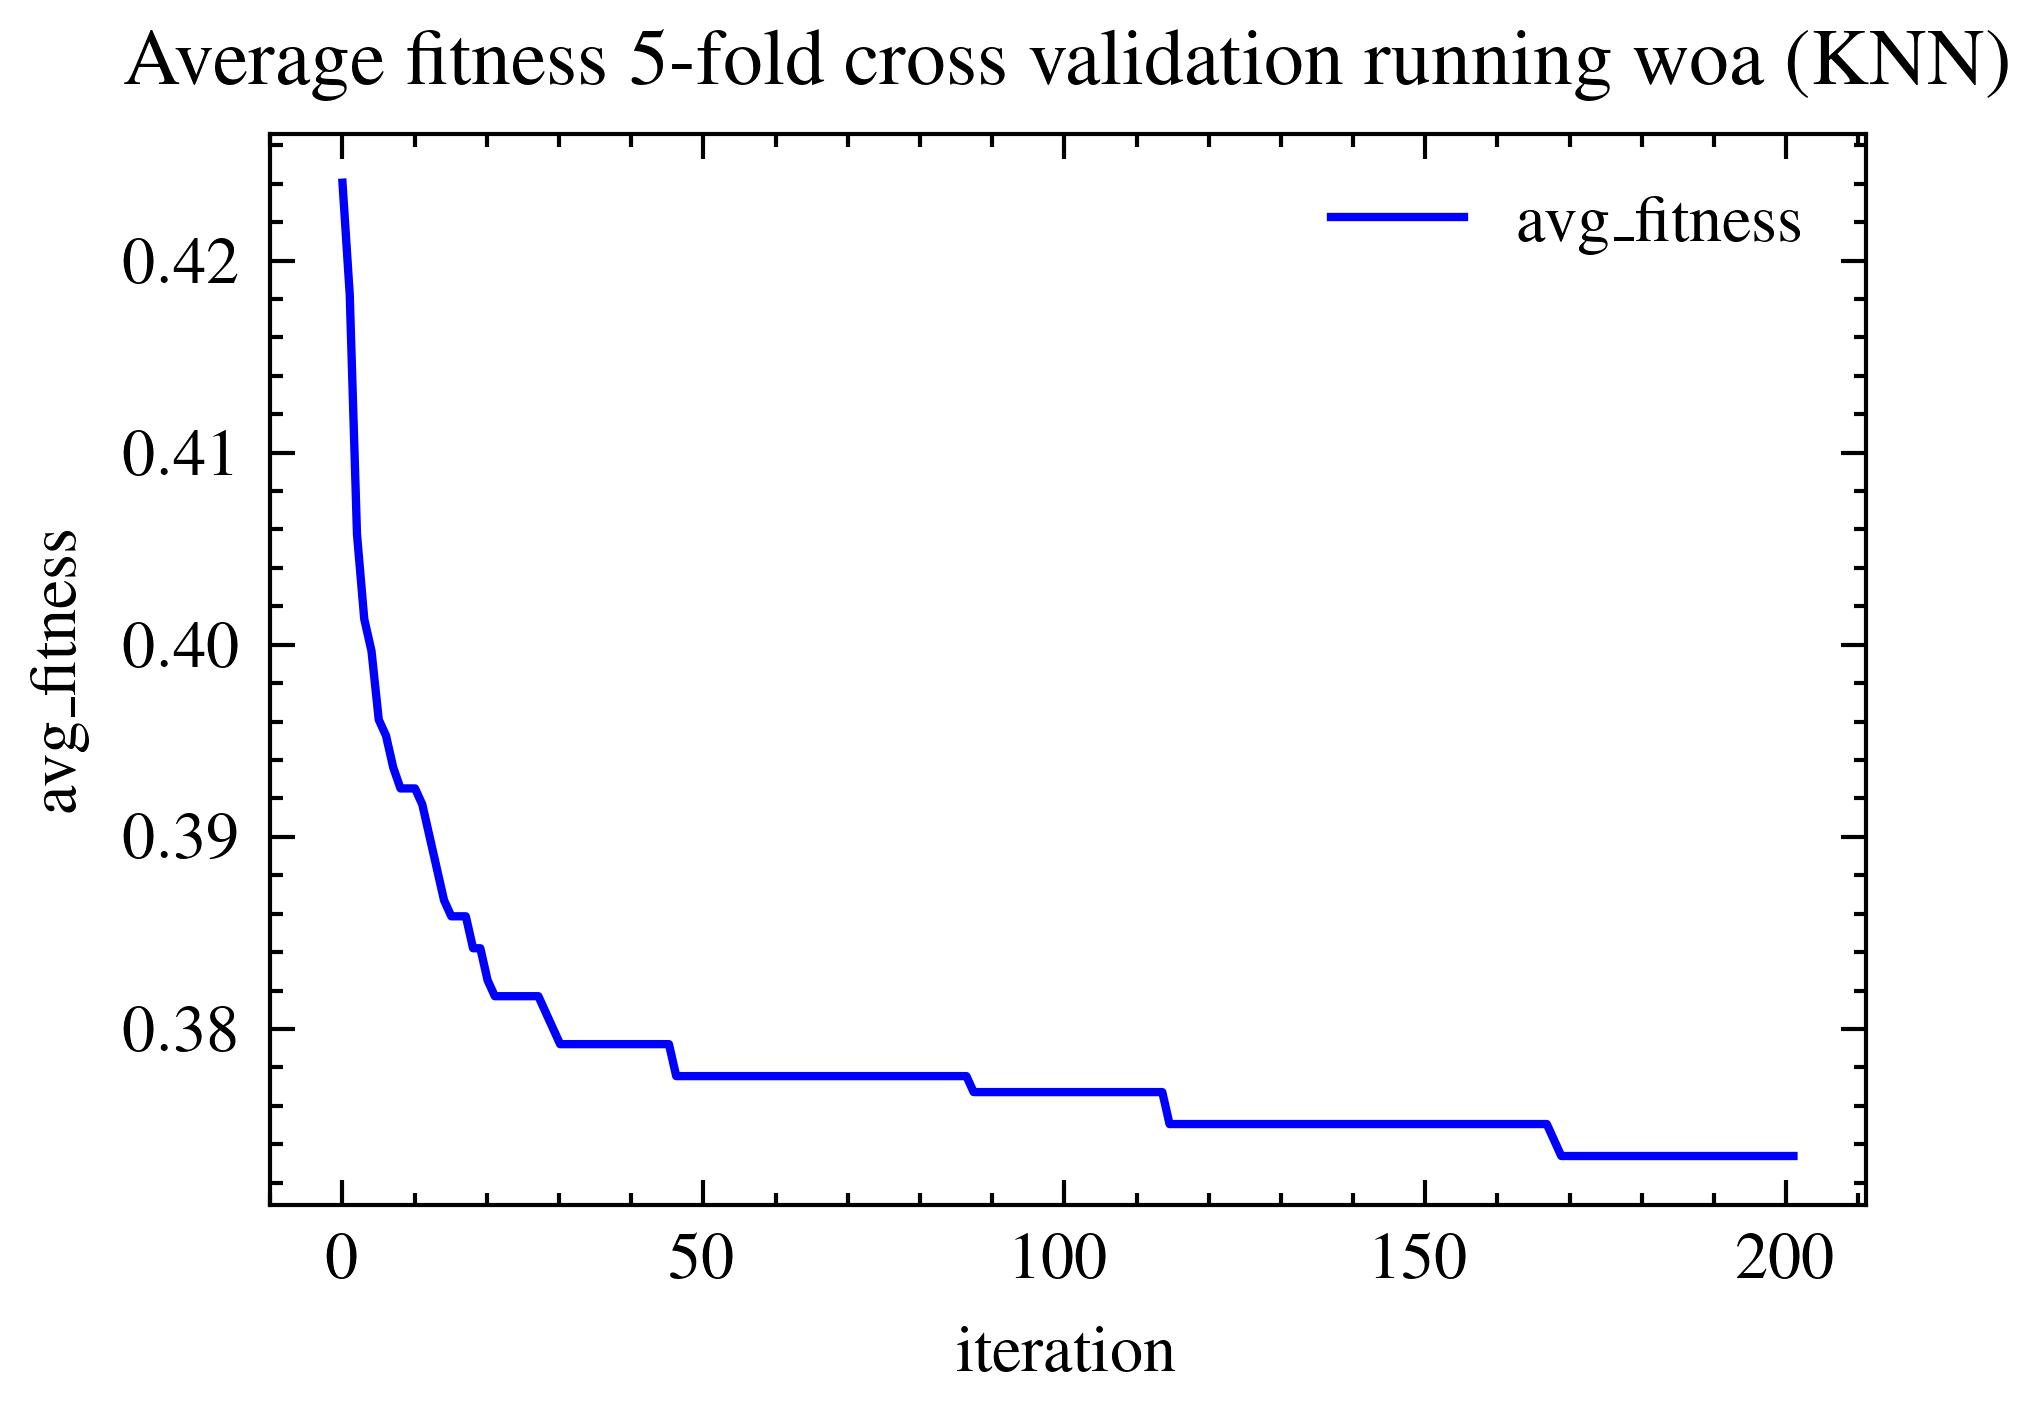 Average fitness 5-fold cross validation running woa (KNN)
avg_fitness
0.42
0.41
0.40
0.39
0.38
avg_fitness
0 50 100 150 200
iteration